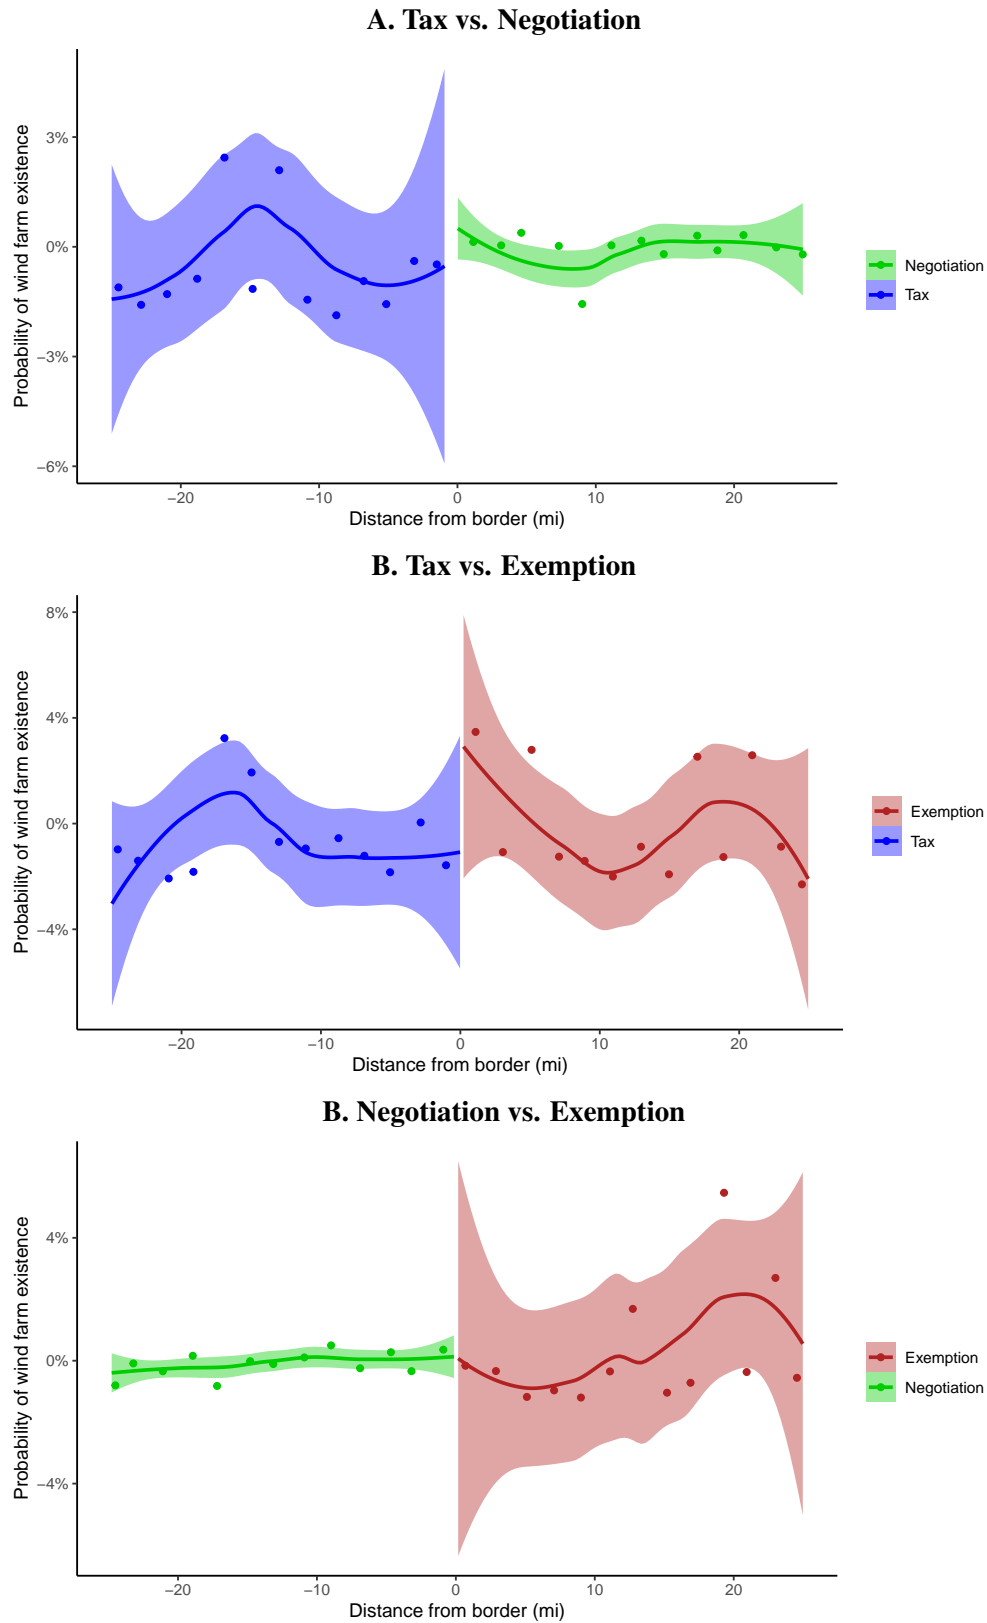 A. Tax vs. Negotiation
Probability of wind farm existence
3%
0%
−3%
−6%
−20
−10
0
10
20
Distance from border (mi)
Negotiation
Tax
B. Tax vs. Exemption
Probability of wind farm existence
8%
4%
0%
−4%
−20
−10
0
10
20
Distance from border (mi)
Exemption
Tax
B. Negotiation vs. Exemption
Probability of wind farm existence
4%
0%
−4%
−20
−10
0
10
20
Distance from border (mi)
Exemption
Negotiation